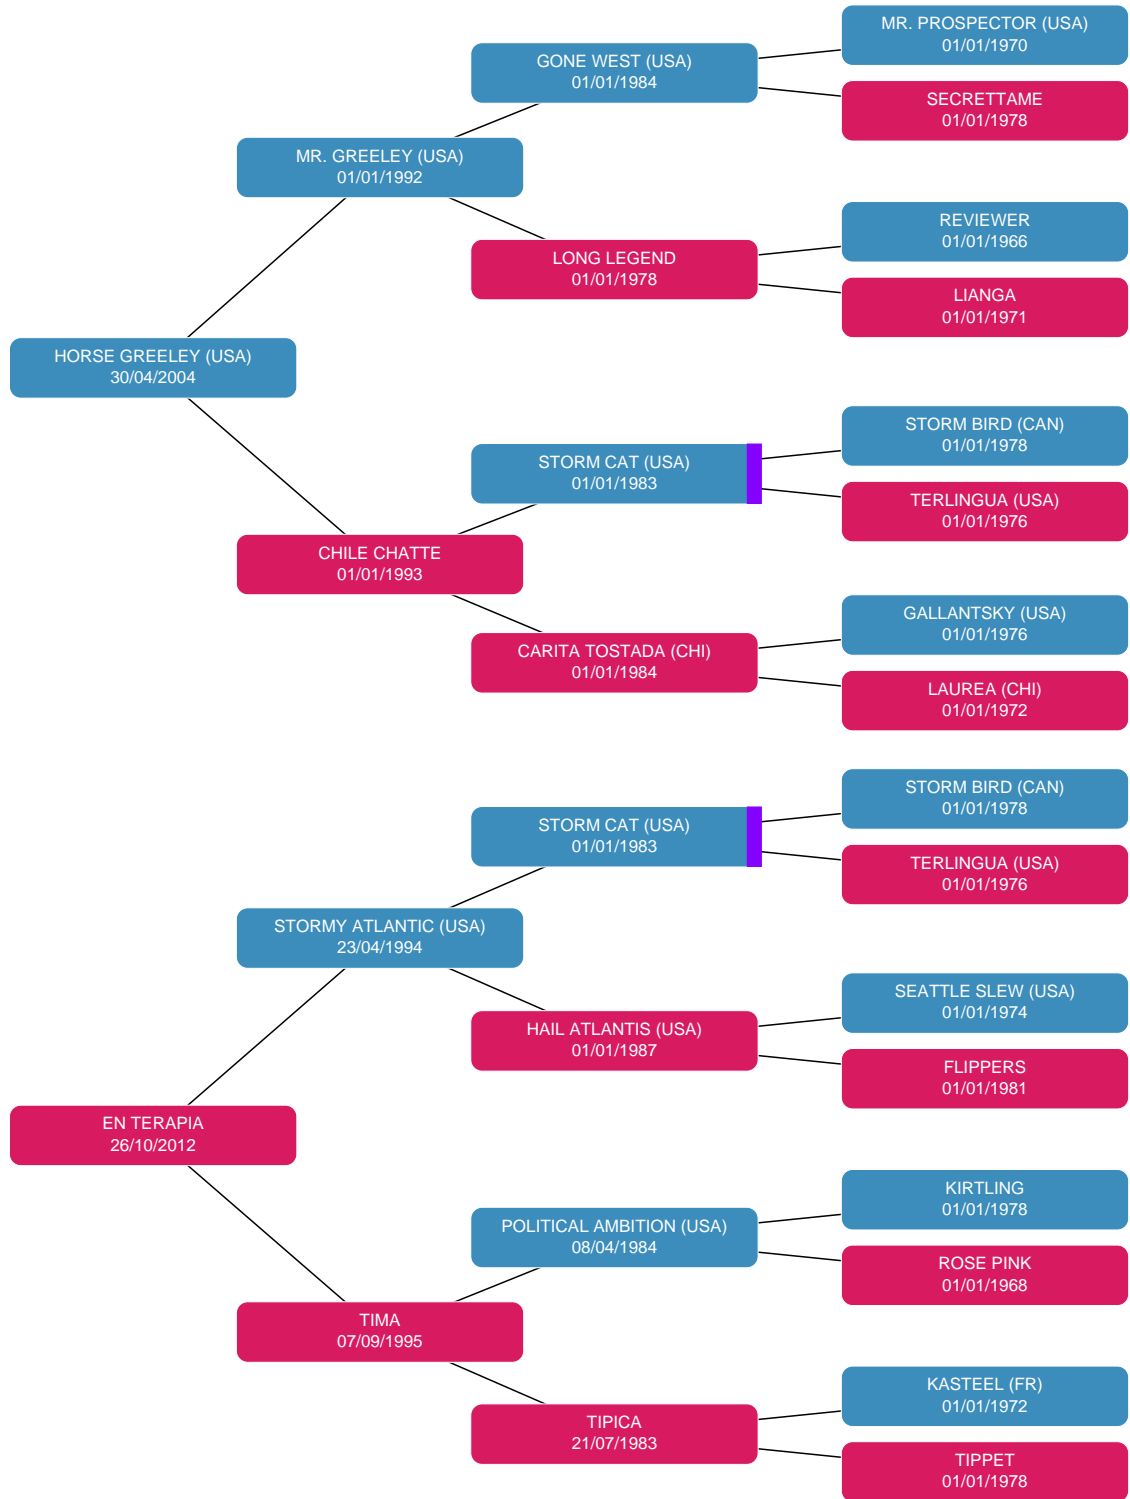 MR. PROSPECTOR (USA)
01/01/1970
GONE WEST (USA)
01/01/1984
SECRETTAME
01/01/1978
MR. GREELEY (USA)
01/01/1992
REVIEWER
01/01/1966
LONG LEGEND
01/01/1978
LIANGA
01/01/1971
HORSE GREELEY (USA)
30/04/2004
STORM BIRD (CAN)
01/01/1978
STORM CAT (USA)
01/01/1983
TERLINGUA (USA)
01/01/1976
CHILE CHATTE
01/01/1993
GALLANTSKY (USA)
01/01/1976
CARITA TOSTADA (CHI)
01/01/1984
LAUREA (CHI)
01/01/1972
STORM BIRD (CAN)
01/01/1978
STORM CAT (USA)
01/01/1983
TERLINGUA (USA)
01/01/1976
STORMY ATLANTIC (USA)
23/04/1994
SEATTLE SLEW (USA)
01/01/1974
HAIL ATLANTIS (USA)
01/01/1987
FLIPPERS
01/01/1981
EN TERAPIA
26/10/2012
KIRTLING
01/01/1978
POLITICAL AMBITION (USA)
08/04/1984
ROSE PINK
01/01/1968
TIMA
07/09/1995
KASTEEL (FR)
01/01/1972
TIPICA
21/07/1983
TIPPET
01/01/1978